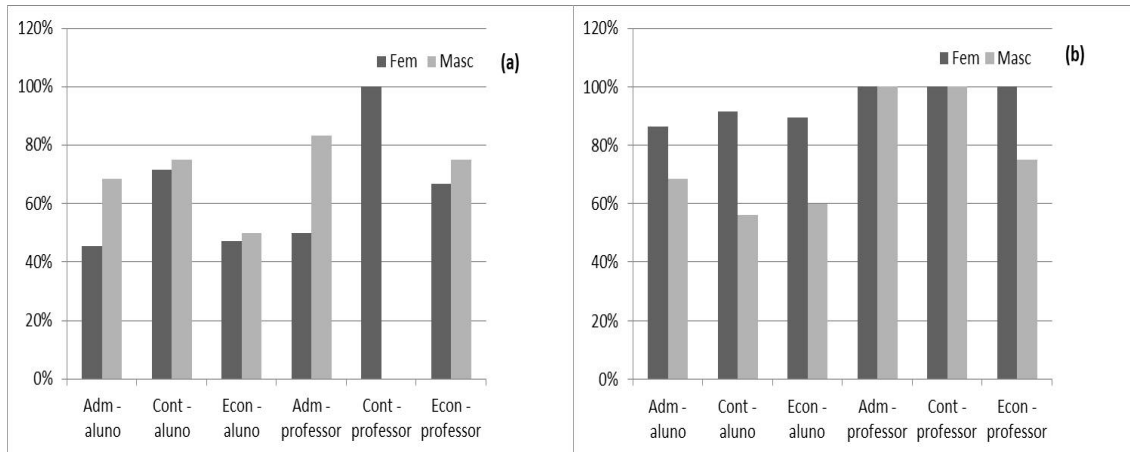 120%
100%
80%
60%
40%
20%
0%
Fem Masc
(a)
Adm - aluno
Cont - aluno
Econ - aluno
Adm - professor
Cont - professor
Econ - professor
120%
100%
80%
60%
40%
20%
0%
Fem Masc
(b)
Adm - aluno
Cont - aluno
Econ - aluno
Adm - professor
Cont - professor
Econ - professor